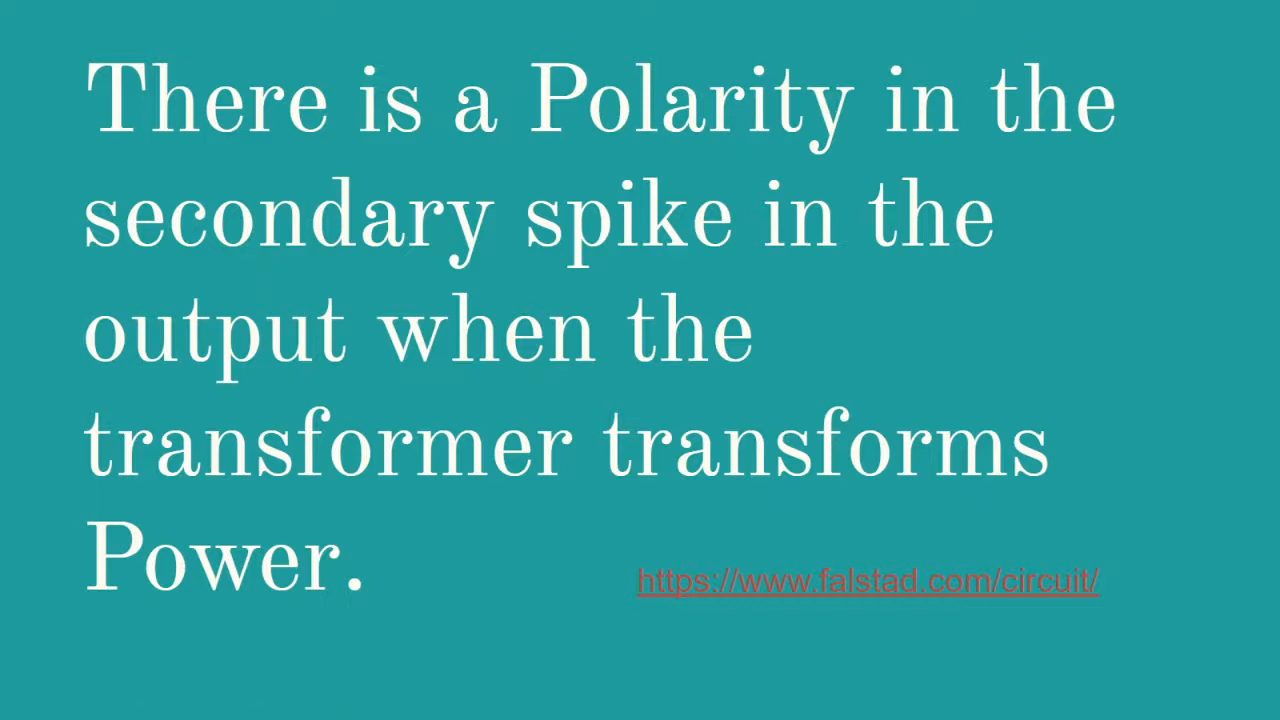 There is a Polarity in the
secondary spike in the
output when the
transformer transforms
Power.
https://www.falstad.com/circuit/